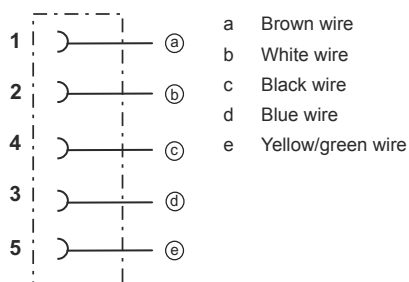 1 ⓐ
2 ⓑ
4 ⓒ
3 ⓓ
5 ⓔ
a Brown wire
b White wire
c Black wire
d Blue wire
e Yellow/green wire